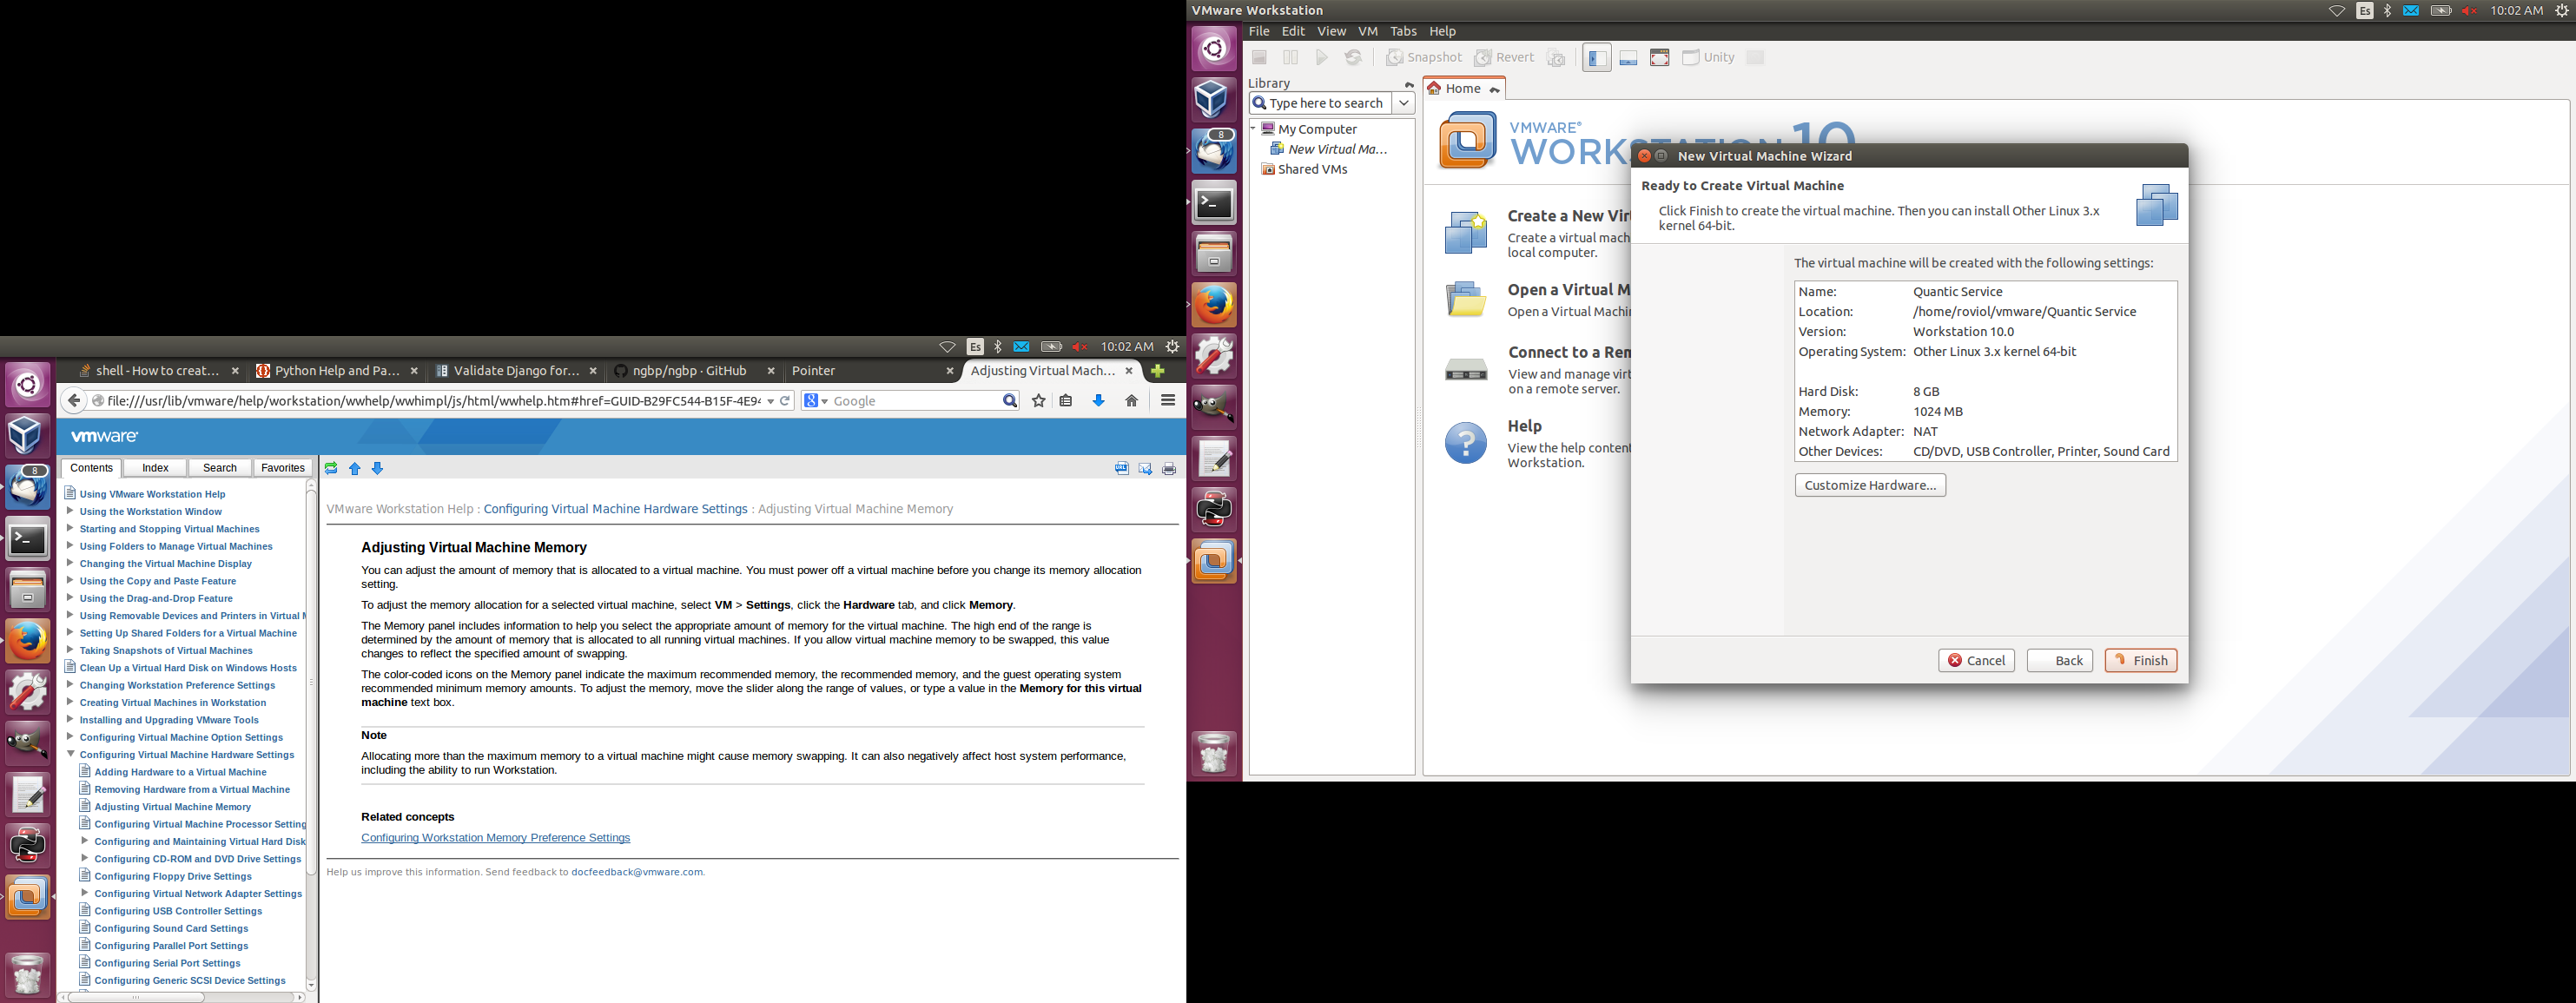 Es
10:02 AM
shell - How to creat...
Python Help and Pa...
Validate Django for...
ngbp/ngbp · GitHub
Pointer
Adjusting Virtual Mach...
file:///usr/lib/vmware/help/workstation/wwhelp/wwhimpl/js/html/wwhelp.htm#href=GUID-B29FC544-B15F-4E94
8
Google
vmware
Contents
Index
Search
Favorites
8
Using VMware Workstation Help
Using the Workstation Window
Starting and Stopping Virtual Machines
Using Folders to Manage Virtual Machines
Changing the Virtual Machine Display
Using the Copy and Paste Feature
Using the Drag-and-Drop Feature
Using Removable Devices and Printers in Virtual M
Setting Up Shared Folders for a Virtual Machine
Taking Snapshots of Virtual Machines
Clean Up a Virtual Hard Disk on Windows Hosts
Changing Workstation Preference Settings
Creating Virtual Machines in Workstation
Installing and Upgrading VMware Tools
Configuring Virtual Machine Option Settings
Configuring Virtual Machine Hardware Settings
Adding Hardware to a Virtual Machine
Removing Hardware from a Virtual Machine
Adjusting Virtual Machine Memory
Configuring Virtual Machine Processor Setting
Configuring and Maintaining Virtual Hard Disk
Configuring CD-ROM and DVD Drive Settings
Configuring Floppy Drive Settings
Configuring Virtual Network Adapter Settings
Configuring USB Controller Settings
Configuring Sound Card Settings
Configuring Parallel Port Settings
Configuring Serial Port Settings
Configuring Generic SCSI Device Settings
URL
VMware Workstation Help : Configuring Virtual Machine Hardware Settings : Adjusting Virtual Machine Memory
Adjusting Virtual Machine Memory
You can adjust the amount of memory that is allocated to a virtual machine. You must power off a virtual machine before you change its memory allocation
setting.
To adjust the memory allocation for a selected virtual machine, select VM > Settings, click the Hardware tab, and click Memory.
The Memory panel includes information to help you select the appropriate amount of memory for the virtual machine. The high end of the range is
determined by the amount of memory that is allocated to all running virtual machines. If you allow virtual machine memory to be swapped, this value
changes to reflect the specified amount of swapping.
The color-coded icons on the Memory panel indicate the maximum recommended memory, the recommended memory, and the guest operating system
recommended minimum memory amounts. To adjust the memory, move the slider along the range of values, or type a value in the Memory for this virtual
machine text box.
Note
Allocating more than the maximum memory to a virtual machine might cause memory swapping. It can also negatively affect host system performance,
including the ability to run Workstation.
Related concepts
Configuring Workstation Memory Preference Settings
Help us improve this information. Send feedback to docfeedback@vmware.com.
VMware Workstation
Es
10:02 AM
File Edit View VM Tabs Help
Snapshot
Revert
Unity
8
Library
Type here to search
My Computer
New Virtual Ma...
Shared VMs
Home
VMWARE®
WORKSTATION 10
Create a New Vir
Create a virtual mach
local computer.
Open a Virtual M
Open a Virtual Machi
Connect to a Ren
View and manage virt
on a remote server.
Help
View the help content
Workstation.
New Virtual Machine Wizard
Ready to Create Virtual Machine
Click Finish to create the virtual machine. Then you can install Other Linux 3.x
kernel 64-bit.
The virtual machine will be created with the following settings:
Name: Quantic Service
Location: /home/roviol/vmware/Quantic Service
Version: Workstation 10.0
Operating System: Other Linux 3.x kernel 64-bit
Hard Disk: 8 GB
Memory: 1024 MB
Network Adapter: NAT
Other Devices: CD/DVD, USB Controller, Printer, Sound Card
Customize Hardware...
Cancel
Back
Finish